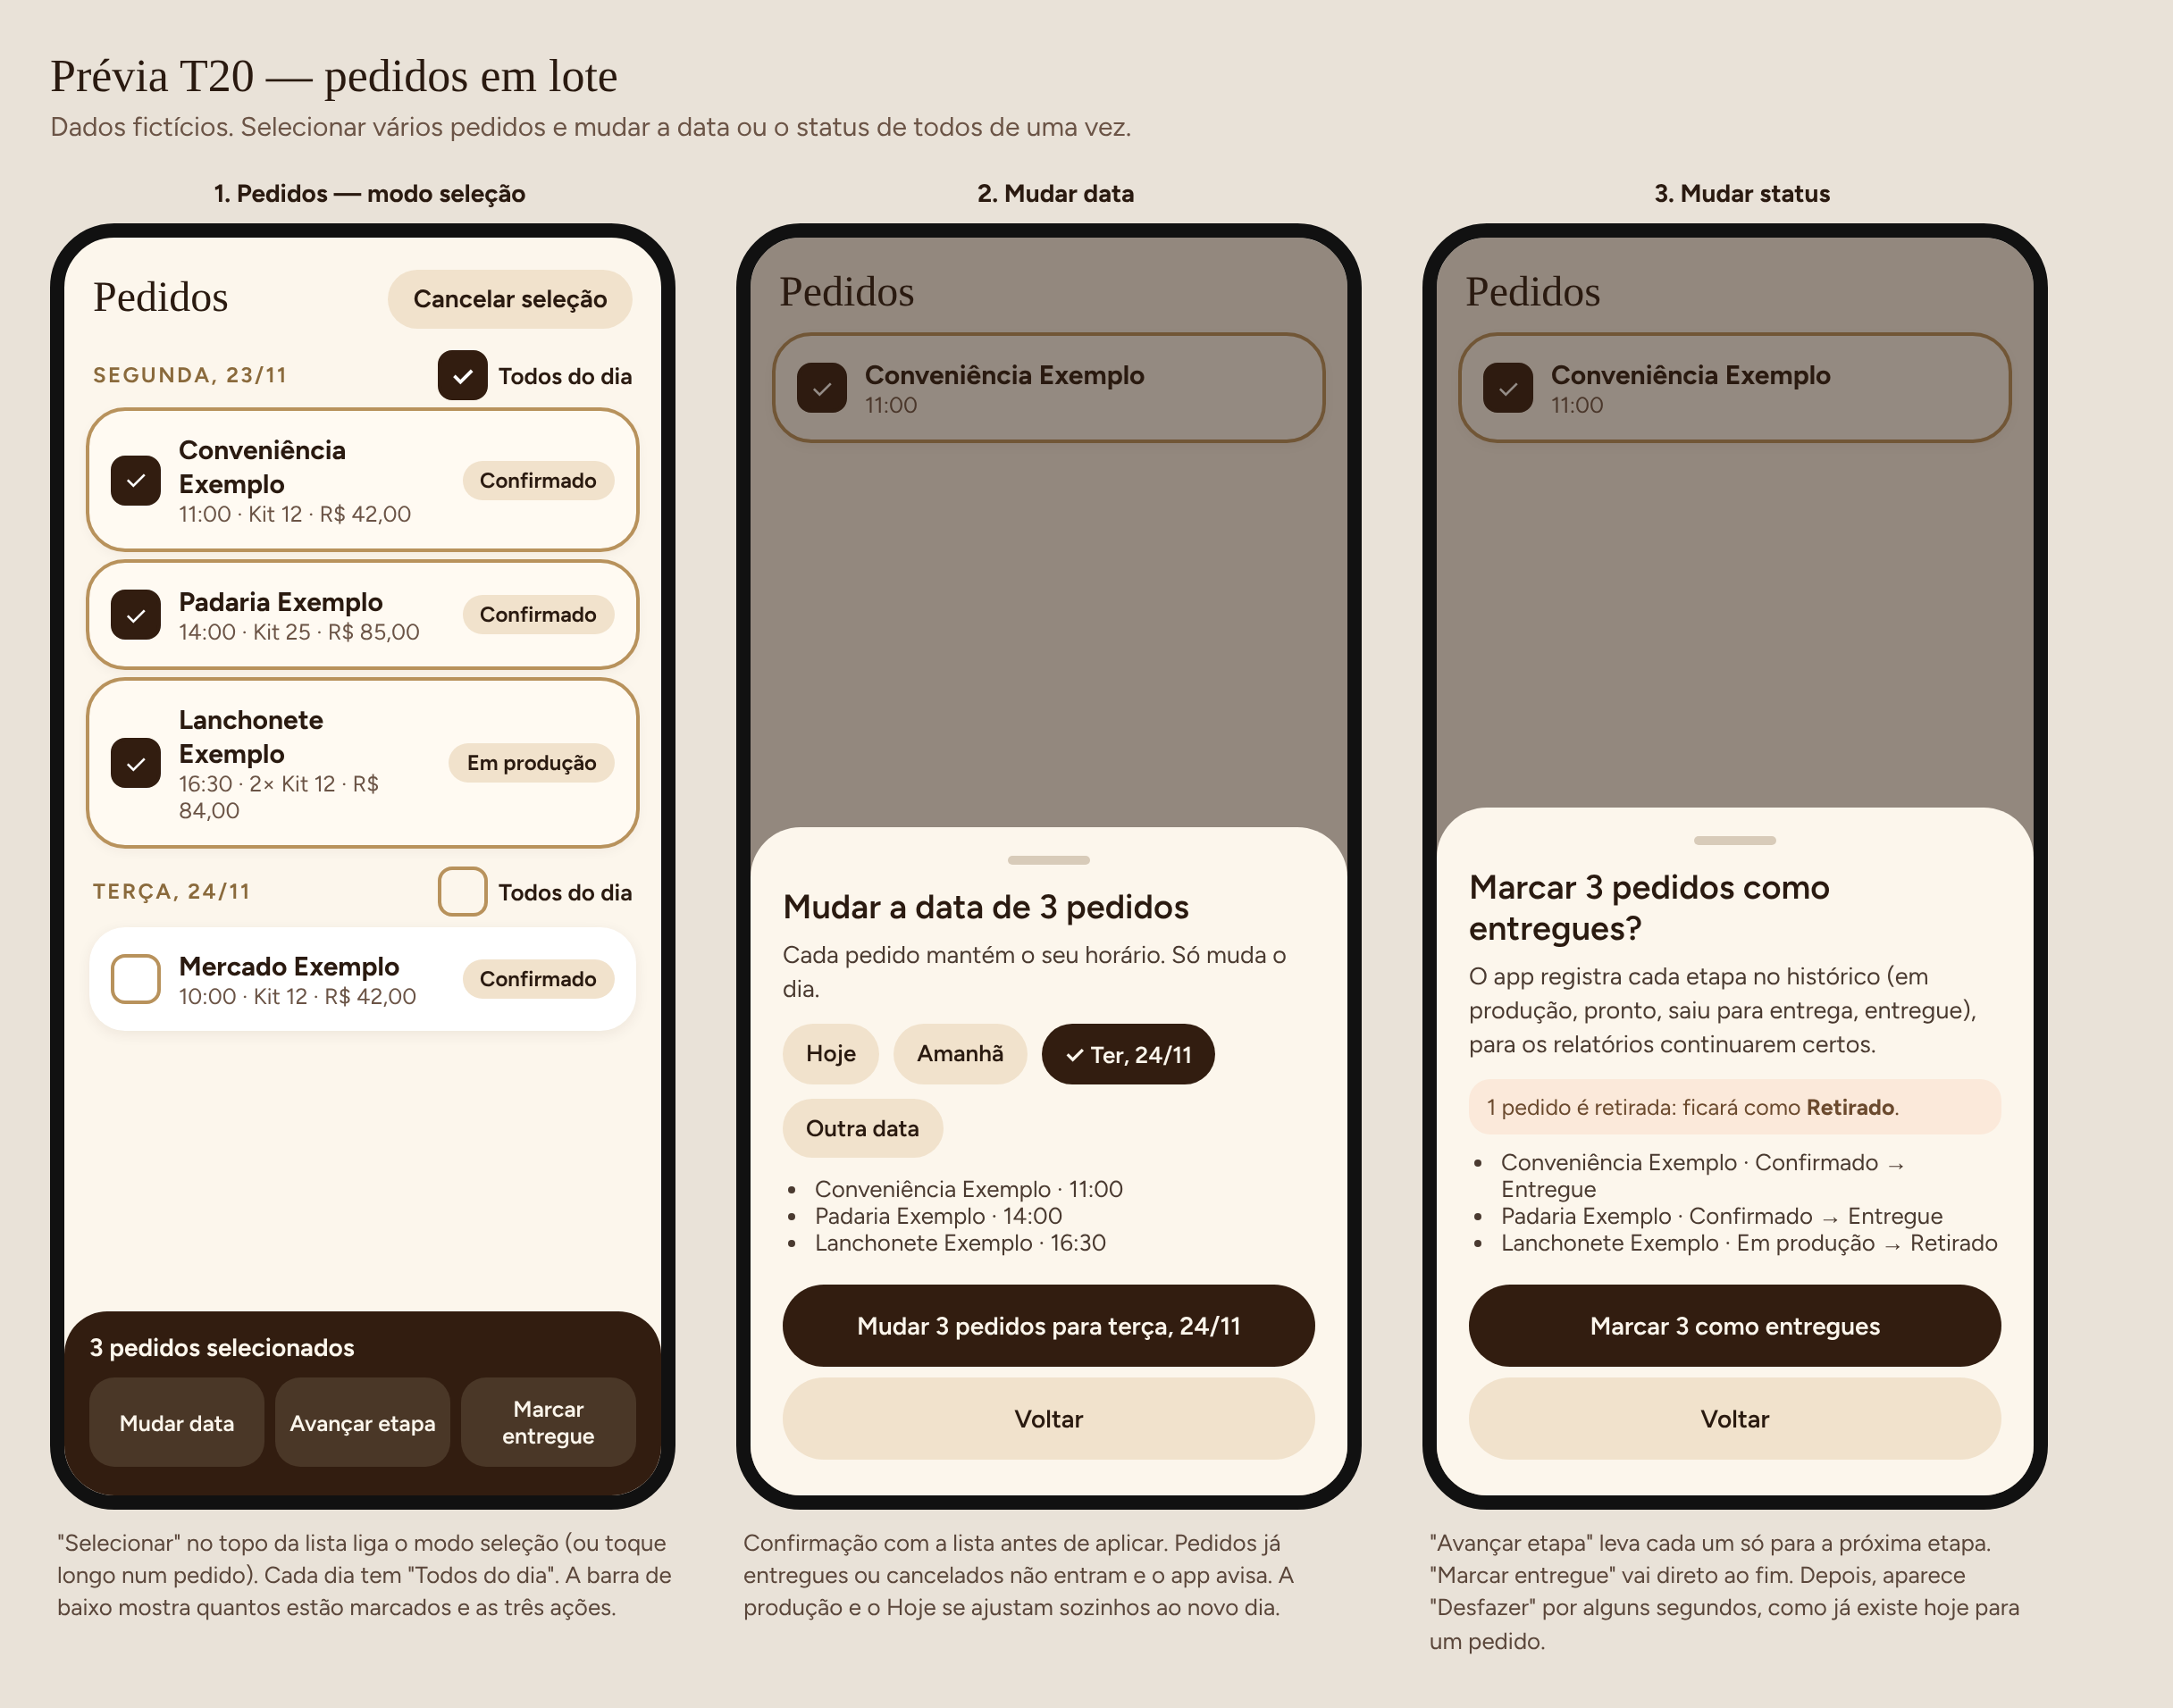 Prévia T20 — pedidos em lote
Dados fictícios. Selecionar vários pedidos e mudar a data ou o status de todos de uma vez.
1. Pedidos — modo seleção
Pedidos
Cancelar seleção
SEGUNDA, 23/11
Todos do dia
Conveniência
Exemplo
11:00 · Kit 12 · R$ 42,00
Confirmado
Padaria Exemplo
14:00 · Kit 25 · R$ 85,00
Confirmado
Lanchonete
Exemplo
16:30 · 2× Kit 12 · R$
84,00
Em produção
TERÇA, 24/11
Todos do dia
Mercado Exemplo
10:00 · Kit 12 · R$ 42,00
Confirmado
3 pedidos selecionados
Mudar data
Avançar etapa
Marcar
entregue
"Selecionar" no topo da lista liga o modo seleção (ou toque
longo num pedido). Cada dia tem "Todos do dia". A barra de
baixo mostra quantos estão marcados e as três ações.
2. Mudar data
Pedidos
Conveniência Exemplo
11:00
Mudar a data de 3 pedidos
Cada pedido mantém o seu horário. Só muda o
dia.
Hoje
Amanhã
✓ Ter, 24/11
Outra data
• Conveniência Exemplo · 11:00
• Padaria Exemplo · 14:00
• Lanchonete Exemplo · 16:30
Mudar 3 pedidos para terça, 24/11
Voltar
Confirmação com a lista antes de aplicar. Pedidos já
entregues ou cancelados não entram e o app avisa. A
produção e o Hoje se ajustam sozinhos ao novo dia.
3. Mudar status
Pedidos
Conveniência Exemplo
11:00
Marcar 3 pedidos como
entregues?
O app registra cada etapa no histórico (em
produção, pronto, saiu para entrega, entregue),
para os relatórios continuarem certos.
1 pedido é retirada: ficará como Retirado.
• Conveniência Exemplo · Confirmado →
Entregue
• Padaria Exemplo · Confirmado → Entregue
• Lanchonete Exemplo · Em produção → Retirado
Marcar 3 como entregues
Voltar
"Avançar etapa" leva cada um só para a próxima etapa.
"Marcar entregue" vai direto ao fim. Depois, aparece
"Desfazer" por alguns segundos, como já existe hoje para
um pedido.